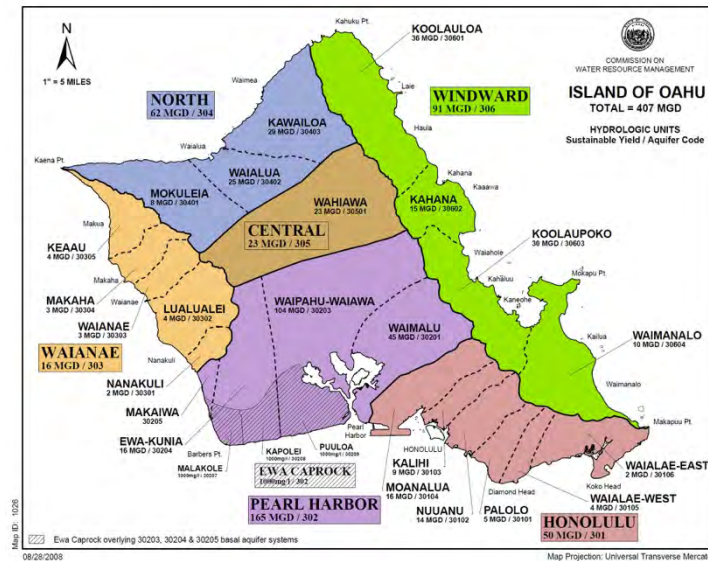 Kahuku Pt.
KOOLAULOA
36 MGD / 30601
COMMISSION ON
WATER RESOURCE MANAGEMENT
ISLAND OF OAHU
TOTAL = 407 MGD
HYDROLOGIC UNITS
Sustainable Yield / Aquifer Code
N
1" = 5 MILES
Waimea
Laie
NORTH
62 MGD / 304
WINDWARD
91 MGD / 306
KAWAILOA
29 MGD / 30403
Hauula
Waialua
Kaena Pt.
WAIALUA
25 MGD / 30402
Kahana
Kaaawa
MOKULEIA
8 MGD / 30401
WAHIAWA
23 MGD / 30501
KAHANA
15 MGD / 30602
Makua
CENTRAL
23 MGD / 305
KEAAU
4 MGD / 30305
KOOLAUPOKO
30 MGD / 30603
Waiahole
Mokapu Pt.
Makaha
MAKAHA
3 MGD / 30304
Kahaluu
Kaneohe
Waianae
WAIANAE
3 MGD / 30303
LUALUALEI
4 MGD / 30302
WAIPAHU-WAIAWA
104 MGD / 30203
WAIMALU
45 MGD / 30201
Kailua
WAIMANALO
10 MGD / 30604
WAIANAE
16 MGD / 303
Nanakuli
NANAKULI
2 MGD / 30301
Waimanalo
MAKAIWA
30205
Makapuu Pt.
EWA-KUNIA
16 MGD / 30204
Barbers Pt.
Pearl
Harbor
HONOLULU
KAPOLEI
1000mg/l / 30208
PUULOA
1000mg/l / 30209
MALAKOLE
1000mg/l / 30207
EWA CAPROCK
1000mg/l / 302
KALIHI
9 MGD / 30103
MOANALUA
16 MGD / 30104
Diamond Head
Koko Head
WAIALAE-EAST
2 MGD / 30106
WAIALAE-WEST
4 MGD / 30105
NUUANU
14 MGD / 30102
PALOLO
5 MGD / 30101
PEARL HARBOR
165 MGD / 302
HONOLULU
50 MGD / 301
Map ID: 1026
Ewa Caprock overlying 30203, 30204 & 30205 basal aquifer systems
08/28/2008
Map Projection: Universal Transverse Mercat